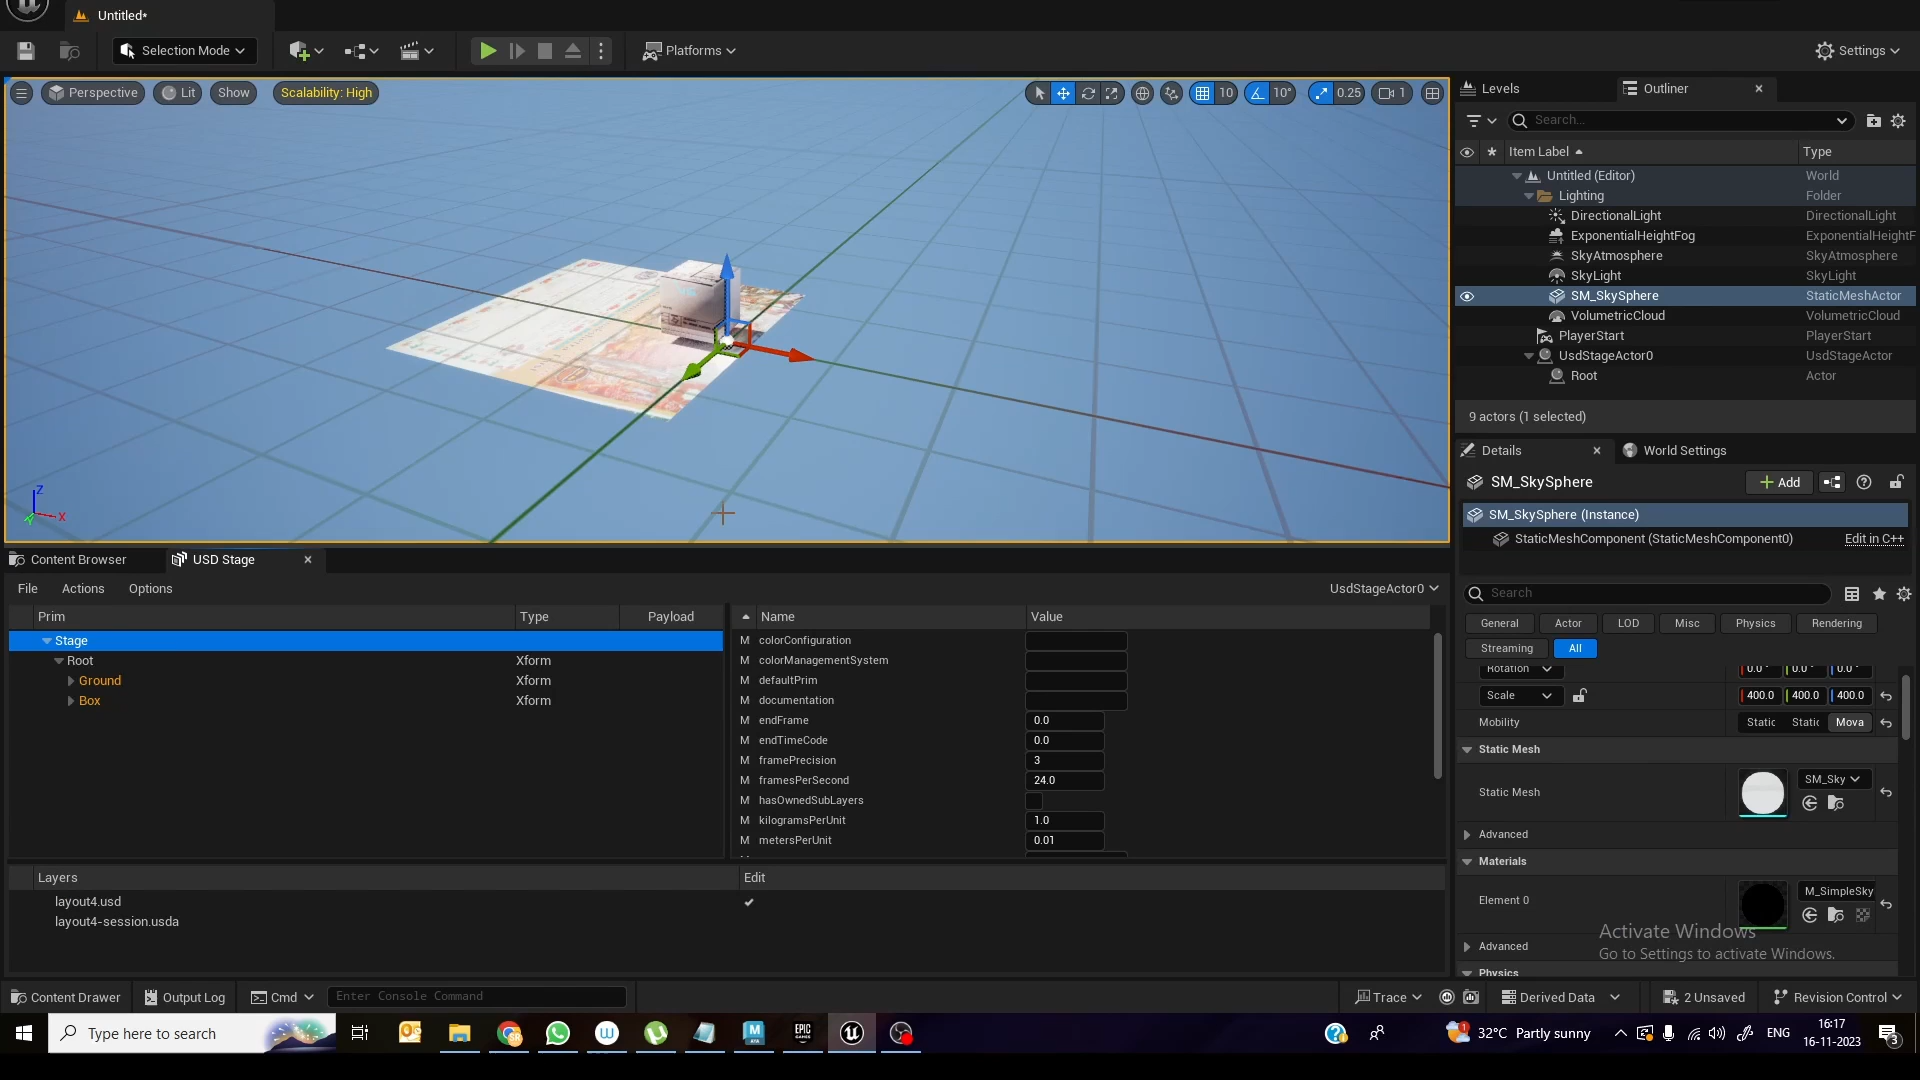 Untitled*
Selection Mode
Platforms
Settings
Perspective
Lit
Show
Scalability: High
10
10°
0.25
1
Levels
Outliner
Search...
Item Label
Type
Untitled (Editor)
World
Lighting
Folder
DirectionalLight
DirectionalLight
ExponentialHeightFog
ExponentialHeightF
SkyAtmosphere
SkyAtmosphere
SkyLight
SkyLight
SM_SkySphere
StaticMeshActor
VolumetricCloud
VolumetricCloud
PlayerStart
PlayerStart
UsdStageActor0
UsdStageActor
Root
Actor
9 actors (1 selected)
Z
X
Y
Details
World Settings
SM_SkySphere
Add
SM_SkySphere (Instance)
StaticMeshComponent (StaticMeshComponent0)
Edit in C++
Search
General
Actor
LOD
Misc
Physics
Rendering
Streaming
All
Rotation
0.0°
0.0°
0.0°
Scale
400.0
400.0
400.0
Mobility
Static
Static
Mova
Static Mesh
Static Mesh
SM_Sky
Advanced
Materials
Element 0
M_SimpleSky
Advanced
Physics
Activate Windows
Go to Settings to activate Windows.
Content Browser
USD Stage
File
Actions
Options
UsdStageActor0
Prim
Type
Payload
Stage
Root
Xform
Ground
Xform
Box
Xform
Name
Value
M colorConfiguration
M colorManagementSystem
M defaultPrim
M documentation
M endFrame
0.0
M endTimeCode
0.0
M framePrecision
3
M framesPerSecond
24.0
M hasOwnedSubLayers
M kilogramsPerUnit
1.0
M metersPerUnit
0.01
Layers
Edit
layout4.usd
layout4-session.usda
Content Drawer
Output Log
Cmd
Enter Console Command
Trace
Derived Data
2 Unsaved
Revision Control
Type here to search
32°C Partly sunny
ENG
16:17
16-11-2023
3